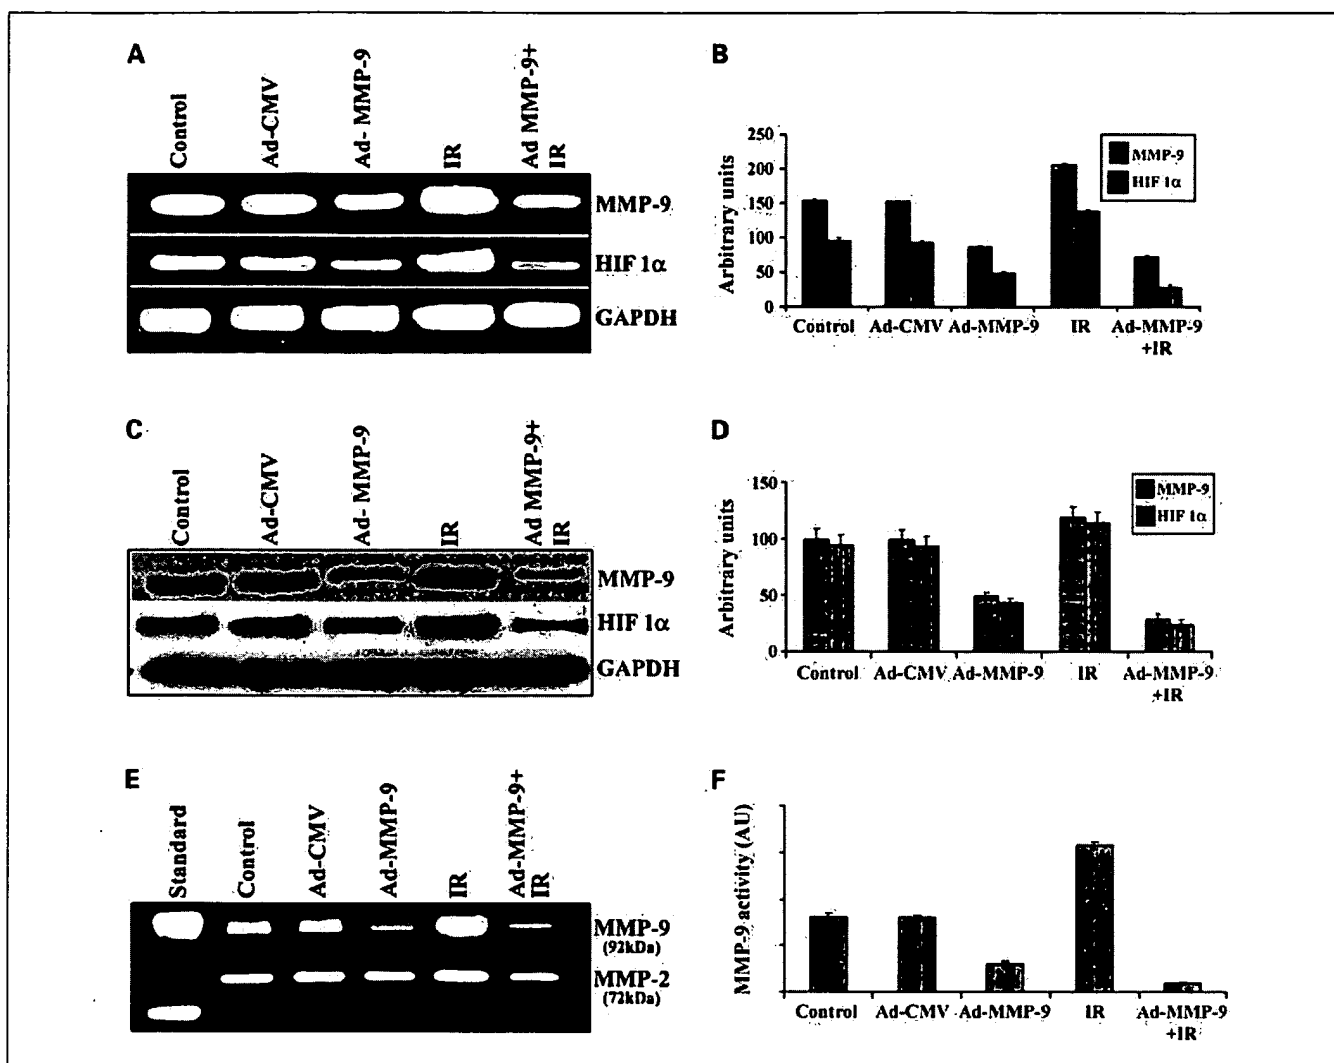 A
Control
Ad-CMV
Ad- MMP-9
IR
Ad MMP-9+
IR
MMP-9
HIF 1α
GAPDH
B
Arbitrary units
250
200
150
100
50
0
MMP-9
HIF 1α
Control
Ad-CMV
Ad-MMP-9
IR
Ad-MMP-9
+IR
C
Control
Ad-CMV
Ad- MMP-9
IR
Ad MMP-9+
IR
MMP-9
HIF 1α
GAPDH
D
Arbitrary units
150
100
50
0
MMP-9
HIF 1α
Control
Ad-CMV
Ad-MMP-9
IR
Ad-MMP-9
+IR
E
Standard
Control
Ad-CMV
Ad-MMP-9
IR
Ad-MMP-9+
IR
MMP-9
(92kDa)
MMP-2
(72kDa)
F
MMP-9 activity (AU)
Control
Ad-CMV
Ad-MMP-9
IR
Ad-MMP-9
+IR